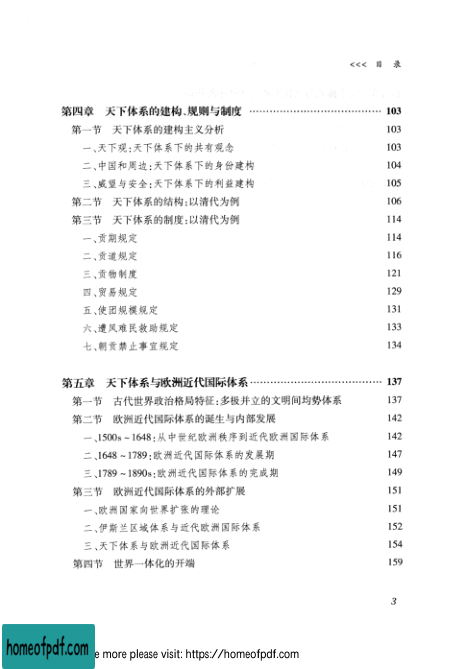 <<< 目 录
第四章 天下体系的建构、规则与制度 …………………………… 103
第一节 天下体系的建构主义分析 103
一、天下观:天下体系下的共有观念 103
二、中国和周边:天下体系下的身份建构 104
三、威望与安全:天下体系下的利益建构 105
第二节 天下体系的结构:以清代为例 106
第三节 天下体系的制度:以清代为例 114
一、贡期规定 114
二、贡道规定 116
三、贡物制度 121
四、贸易规定 129
五、使团规模规定 131
六、遭风难民救助规定 133
七、朝贡禁止事宜规定 134
第五章 天下体系与欧洲近代国际体系 …………………………… 137
第一节 古代世界政治格局特征:多极并立的文明间均势体系 137
第二节 欧洲近代国际体系的诞生与内部发展 142
一、1500s ~ 1648:从中世纪欧洲秩序到近代欧洲国际体系 142
二、1648 ~ 1789:欧洲近代国际体系的发展期 147
三、1789 ~ 1890s:欧洲近代国际体系的完成期 149
第三节 欧洲近代国际体系的外部扩展 151
一、欧洲国家向世界扩张的理论 151
二、伊斯兰区域体系与近代欧洲国际体系 152
三、天下体系与欧洲近代国际体系 154
第四节 世界一体化的开端 159
3
homeofpdf.com
e more please visit: https://homeofpdf.com